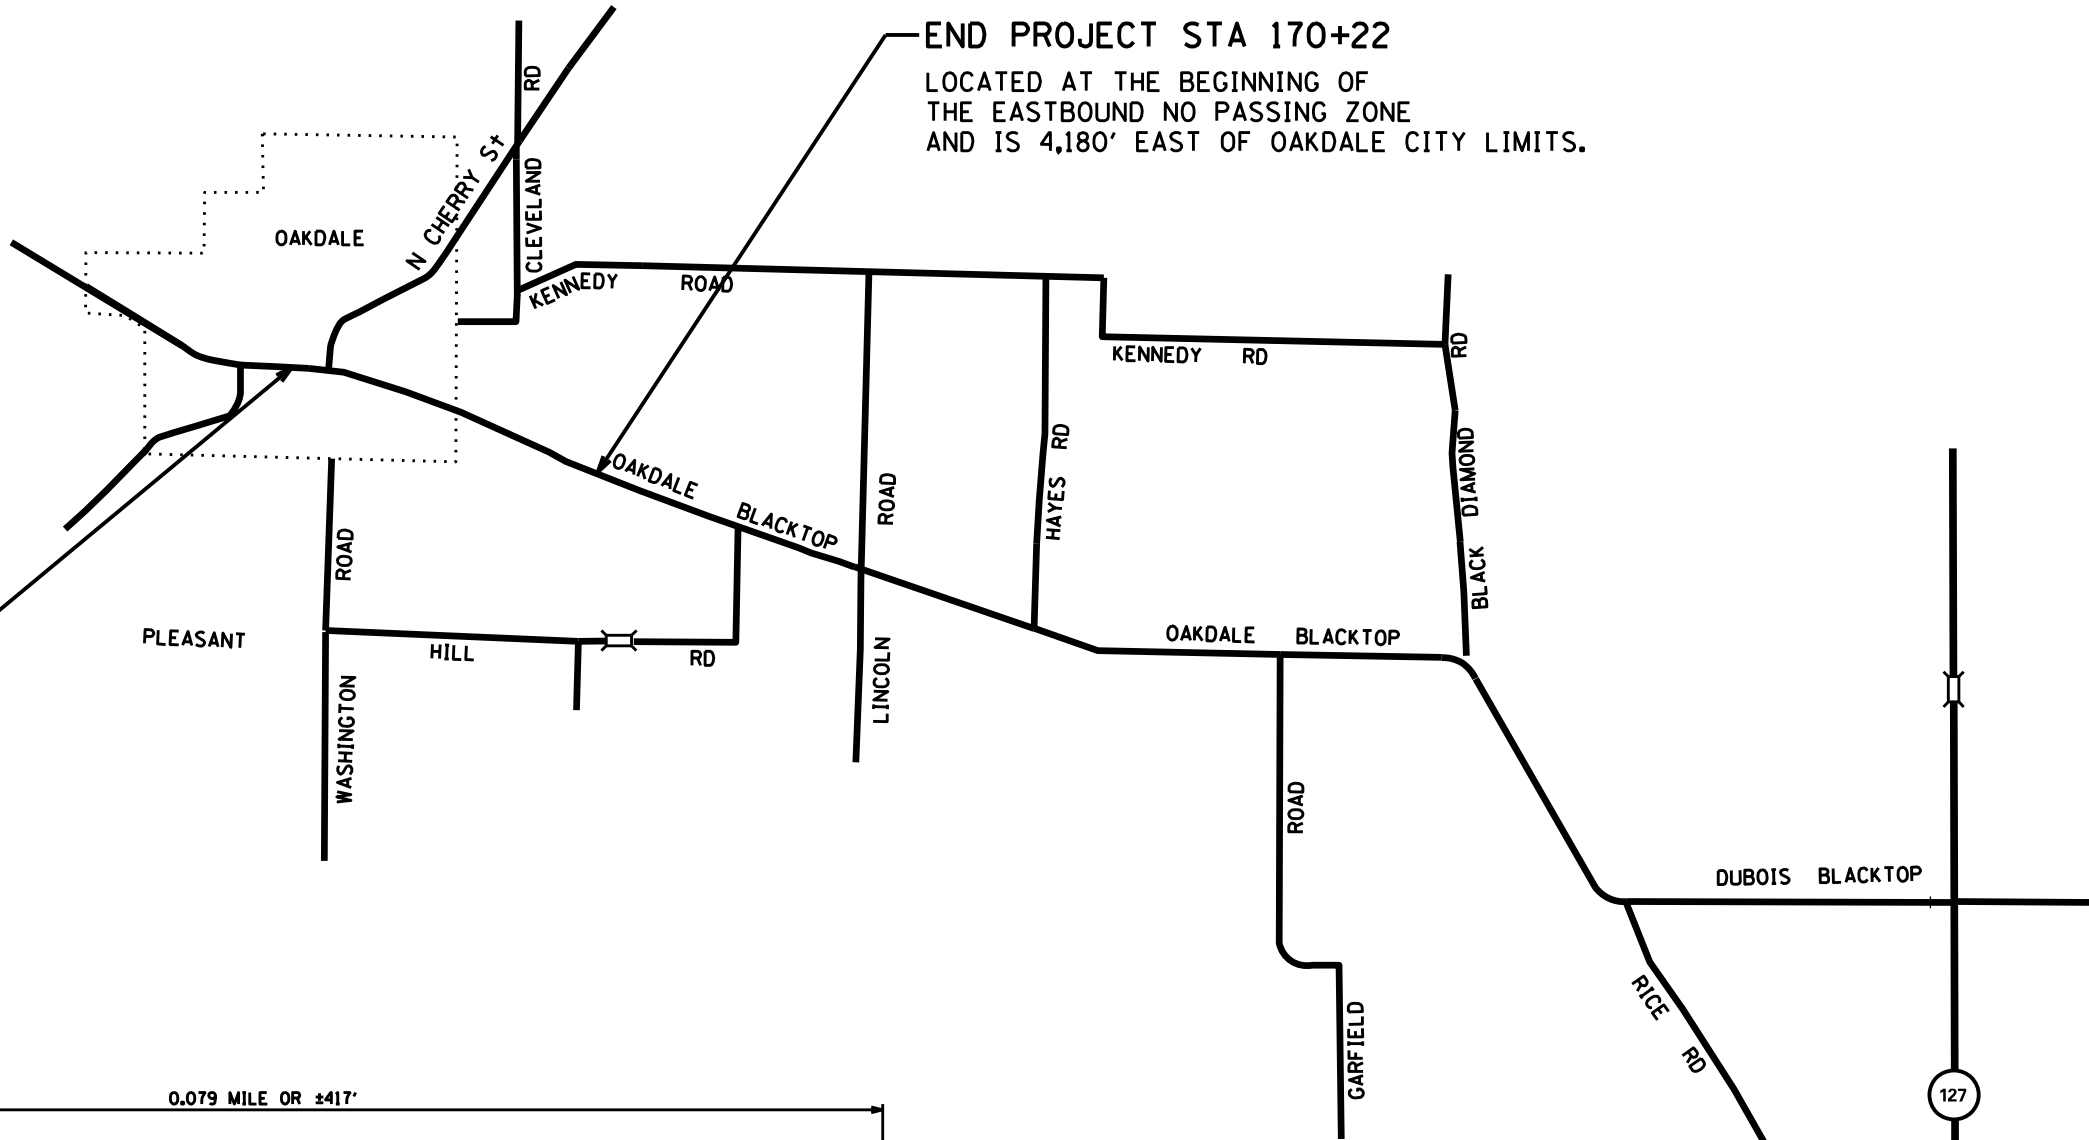 END PROJECT STA 170+22
LOCATED AT THE BEGINNING OF
THE EASTBOUND NO PASSING ZONE
AND IS 4,180' EAST OF OAKDALE CITY LIMITS.
RD
CLEVELAND
N CHERRY St
OAKDALE
KENNEDY ROAD
KENNEDY RD
RD
DIAMOND
BLACK
HAYES RD
ROAD
LINCOLN
OAKDALE BLACKTOP
ROAD
WASHINGTON
PLEASANT
HILL
RD
OAKDALE BLACKTOP
ROAD
GARFIELD
DUBOIS BLACKTOP
RICE RD
127
0.079 MILE OR ±417'